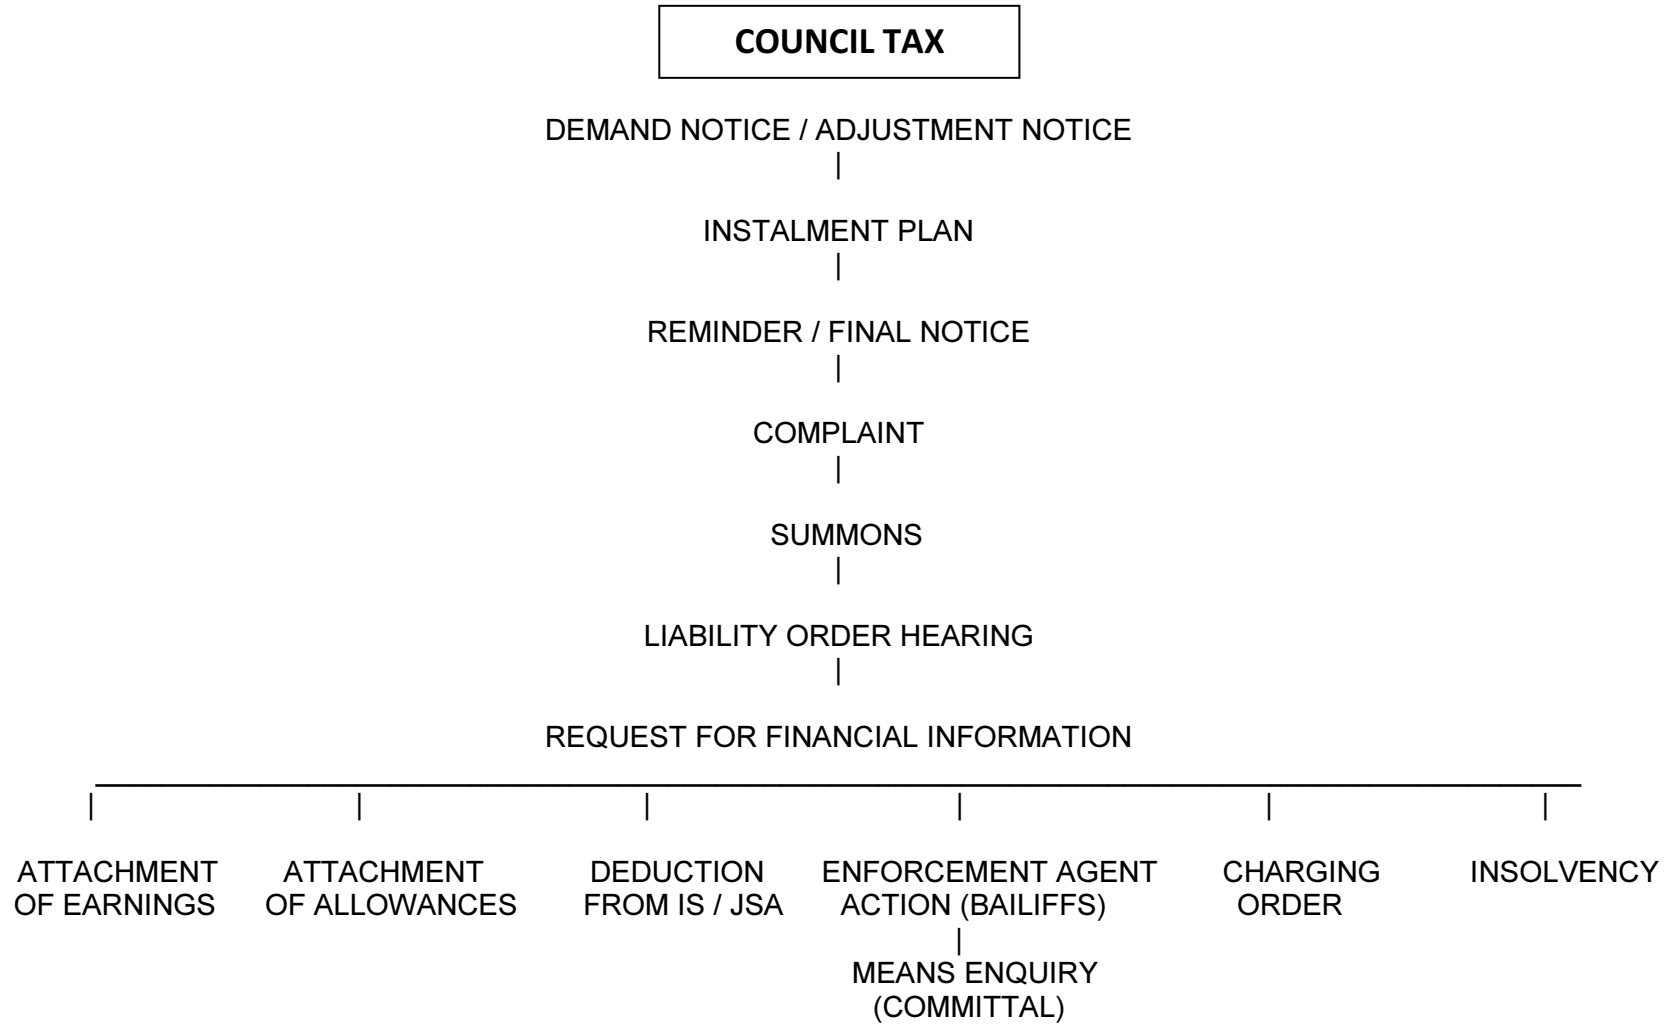 COUNCIL TAX
DEMAND NOTICE / ADJUSTMENT NOTICE
INSTALMENT PLAN
REMINDER / FINAL NOTICE
COMPLAINT
SUMMONS
LIABILITY ORDER HEARING
REQUEST FOR FINANCIAL INFORMATION
ATTACHMENT
OF EARNINGS
ATTACHMENT
OF ALLOWANCES
DEDUCTION
FROM IS / JSA
ENFORCEMENT AGENT
ACTION (BAILIFFS)
MEANS ENQUIRY
(COMMITTAL)
CHARGING
ORDER
INSOLVENCY